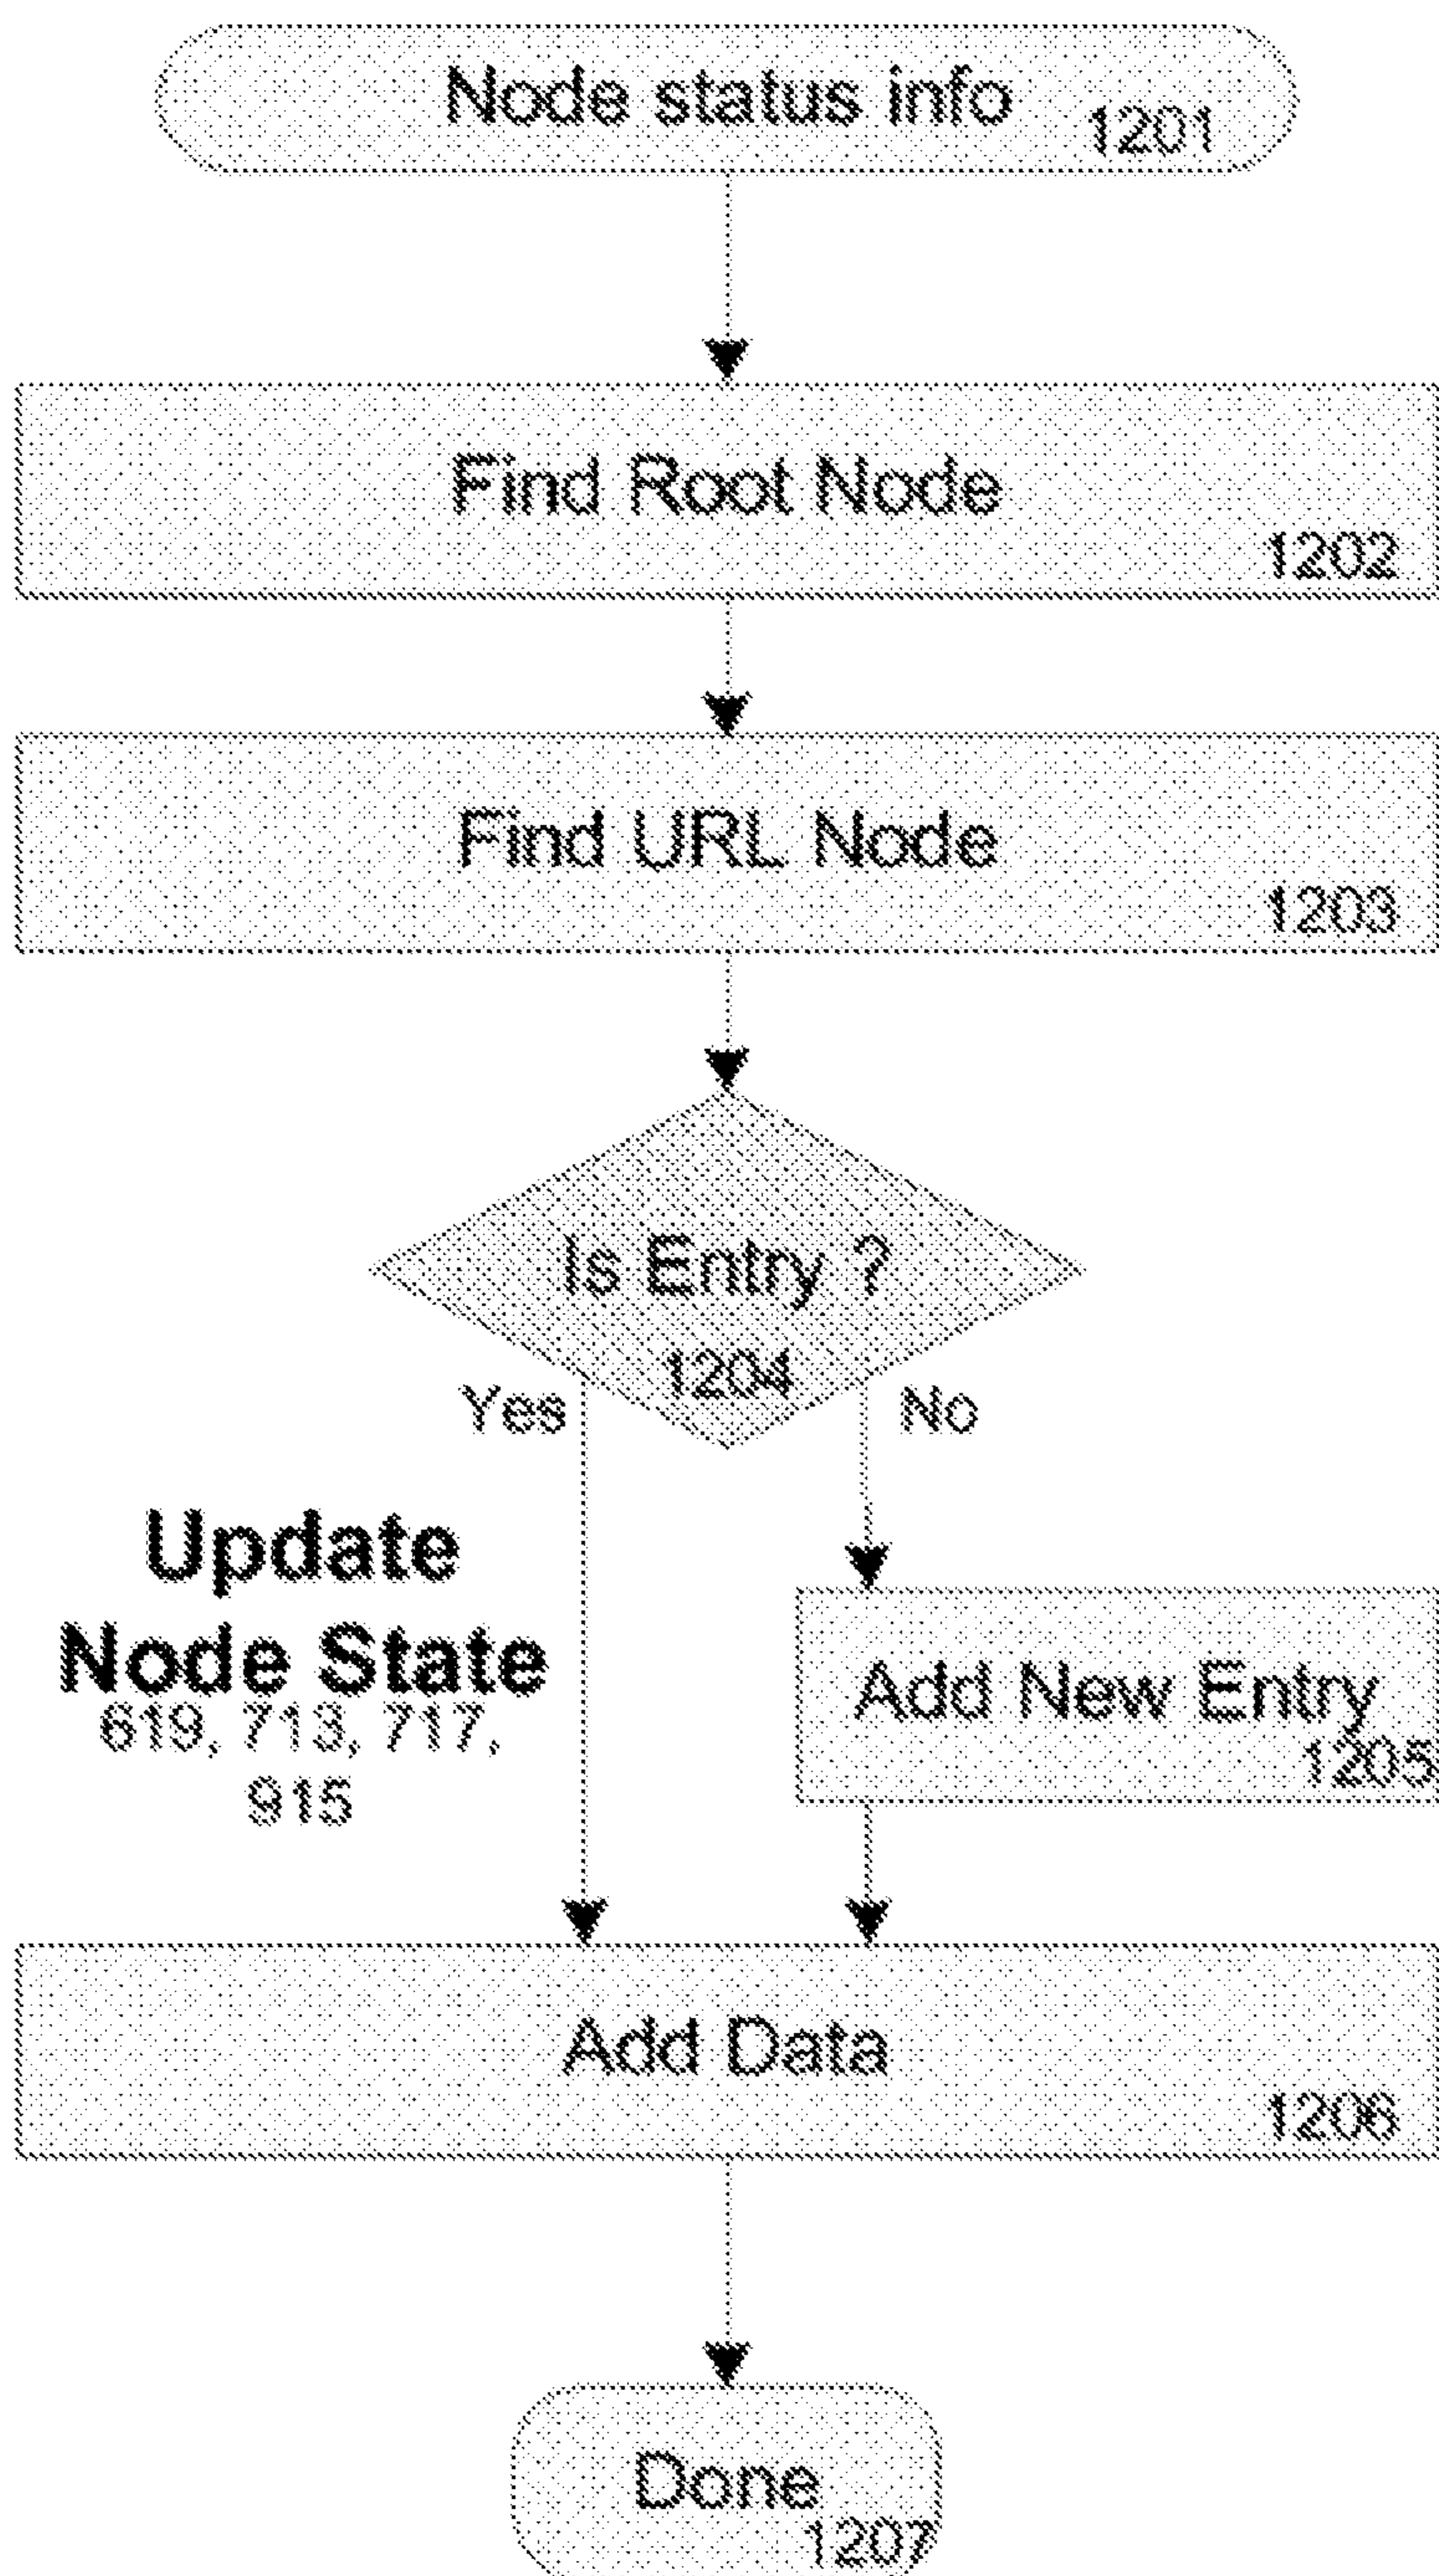 Node status info
1201
Find Root Node
1202
Find URL Node
1203
Is Entry ?
1204
Yes
No
Update
Node State
619, 713, 717,
915
Add New Entry
1205
Add Data
1206
Done
1207